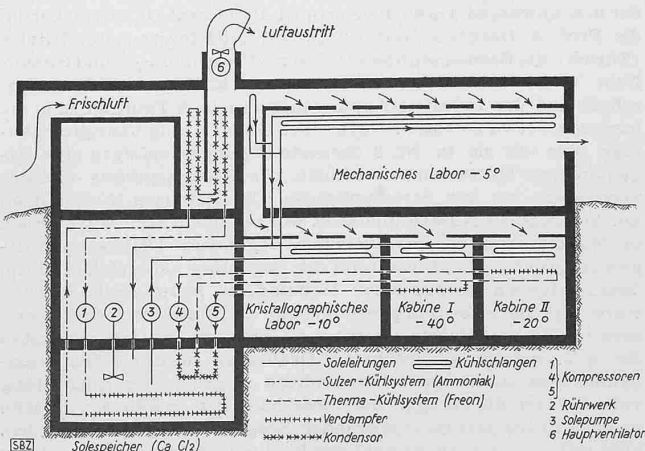 Luftaustritt
6
Frischluft
Mechanisches Labor – 5°
1 2 3 4 5
Kristallographisches
Labor –10°
Kabine I
–40°
Kabine II
–20°
Soleleitungen Kühlschlangen
Sulzer-Kühlsystem (Ammoniak)
Therma-Kühlsystem (Freon)
Verdampfer
Kondensor
1)
4) Kompressoren
5)
2 Rührwerk
3 Solepumpe
6 Hauptventilator
SBZ Solespeicher (Ca Cl2)